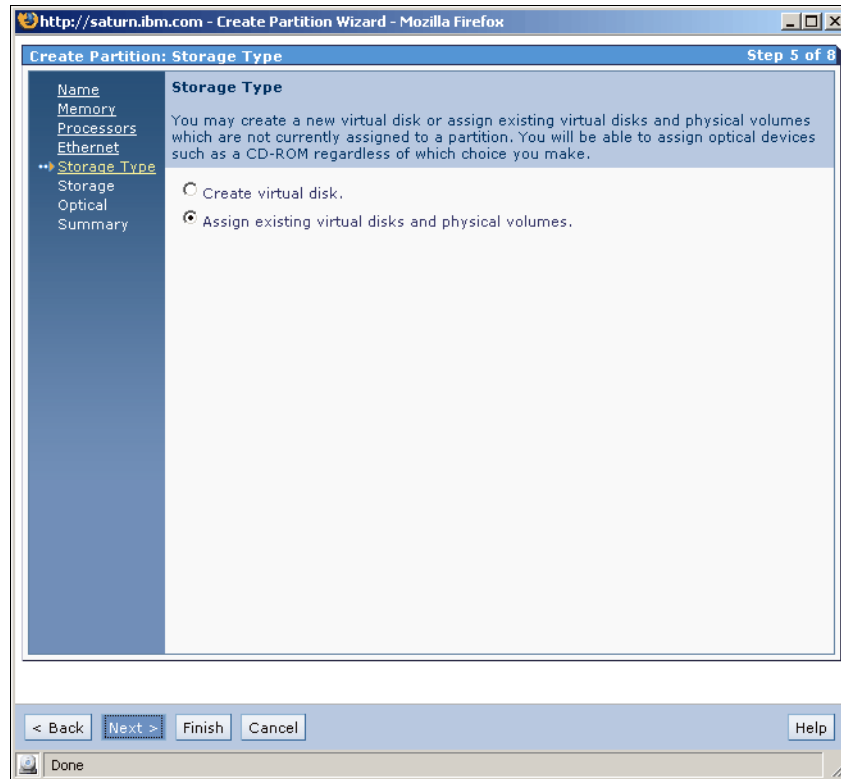 http://saturn.ibm.com - Create Partition Wizard - Mozilla Firefox
Create Partition: Storage Type
Step 5 of 8
Name
Memory
Processors
Ethernet
Storage Type
Storage
Optical
Summary
Storage Type
You may create a new virtual disk or assign existing virtual disks and physical volumes
which are not currently assigned to a partition. You will be able to assign optical devices
such as a CD-ROM regardless of which choice you make.
Create virtual disk.
Assign existing virtual disks and physical volumes.
< Back
Next >
Finish
Cancel
Help
Done